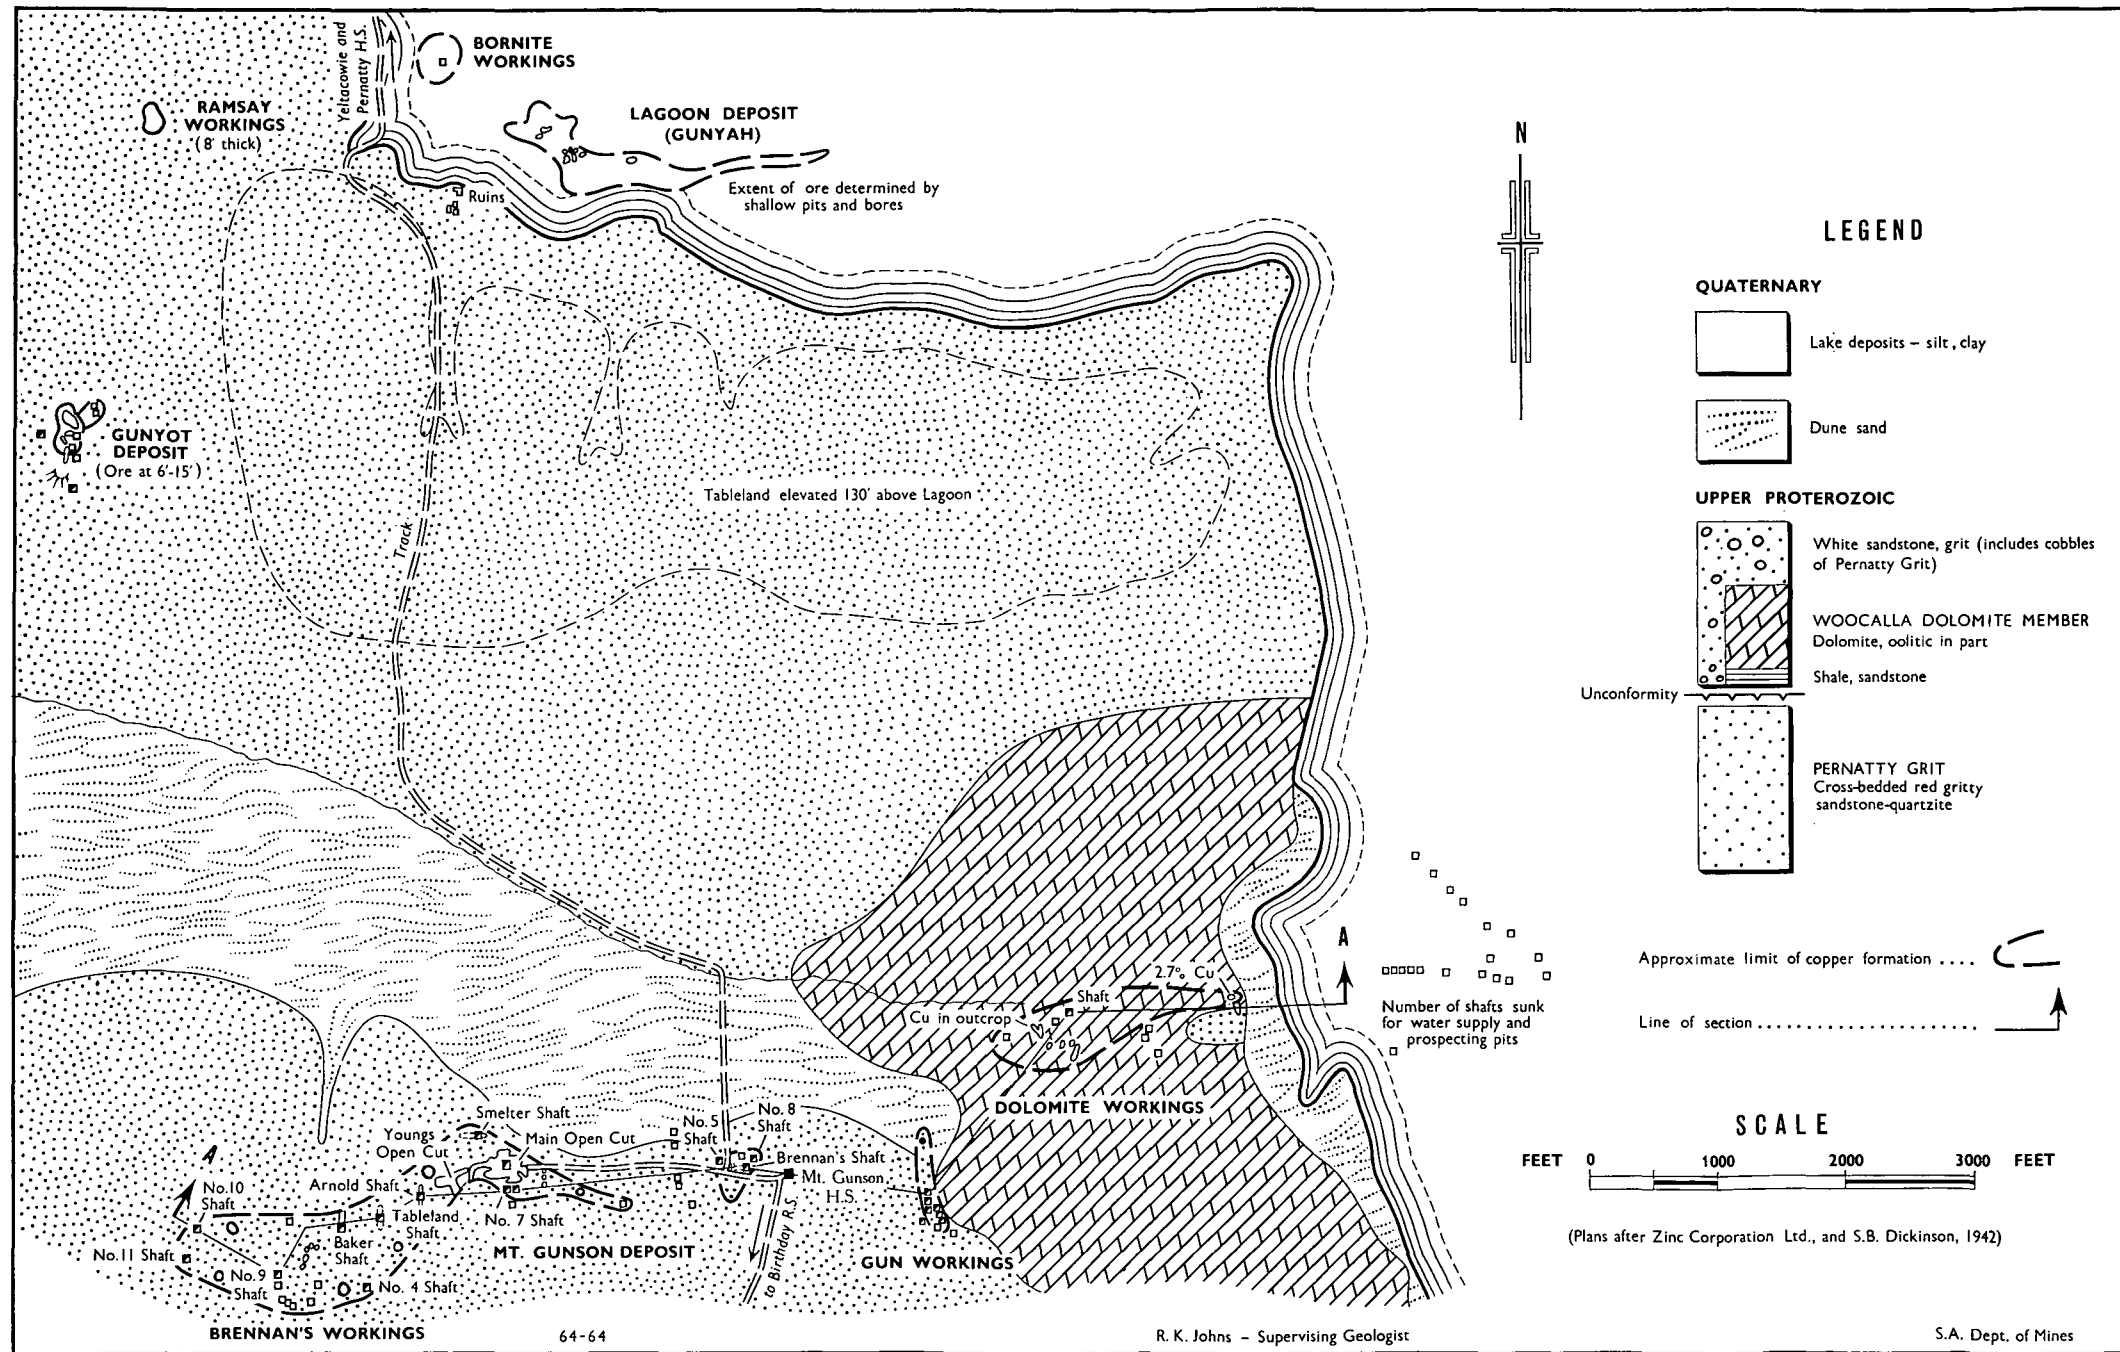 Yeltacowie and
Pernatty H.S.
BORNITE
WORKINGS
RAMSAY
WORKINGS
(8' thick)
LAGOON DEPOSIT
(GUNYAH)
Extent of ore determined by
shallow pits and bores
Ruins
GUNYOT
DEPOSIT
(Ore at 6'-15')
Tableland elevated 130' above Lagoon
Track
N
LEGEND
QUATERNARY
Lake deposits – silt, clay
Dune sand
UPPER PROTEROZOIC
White sandstone, grit (includes cobbles
of Pernatty Grit)
WOOCALLA DOLOMITE MEMBER
Dolomite, oolitic in part
Shale, sandstone
Unconformity
PERNATTY GRIT
Cross-bedded red gritty
sandstone-quartzite
Approximate limit of copper formation ....
Line of section ......................
A
2.7% Cu
Shaft
Cu in outcrop
Number of shafts sunk
for water supply and
prospecting pits
DOLOMITE WORKINGS
Smelter Shaft
Youngs
Open Cut
Main Open Cut
No. 5
Shaft
No. 8
Shaft
Brennan's Shaft
Mt. Gunson
H.S.
A
No. 10
Shaft
Arnold Shaft
Tableland
Shaft
No. 7 Shaft
Baker
Shaft
No. 11 Shaft
No. 9
Shaft
No. 4 Shaft
MT. GUNSON DEPOSIT
to Birthday R.S.
GUN WORKINGS
BRENNAN'S WORKINGS
SCALE
FEET 0 1000 2000 3000 FEET
(Plans after Zinc Corporation Ltd., and S.B. Dickinson, 1942)
64-64
R. K. Johns – Supervising Geologist
S.A. Dept. of Mines